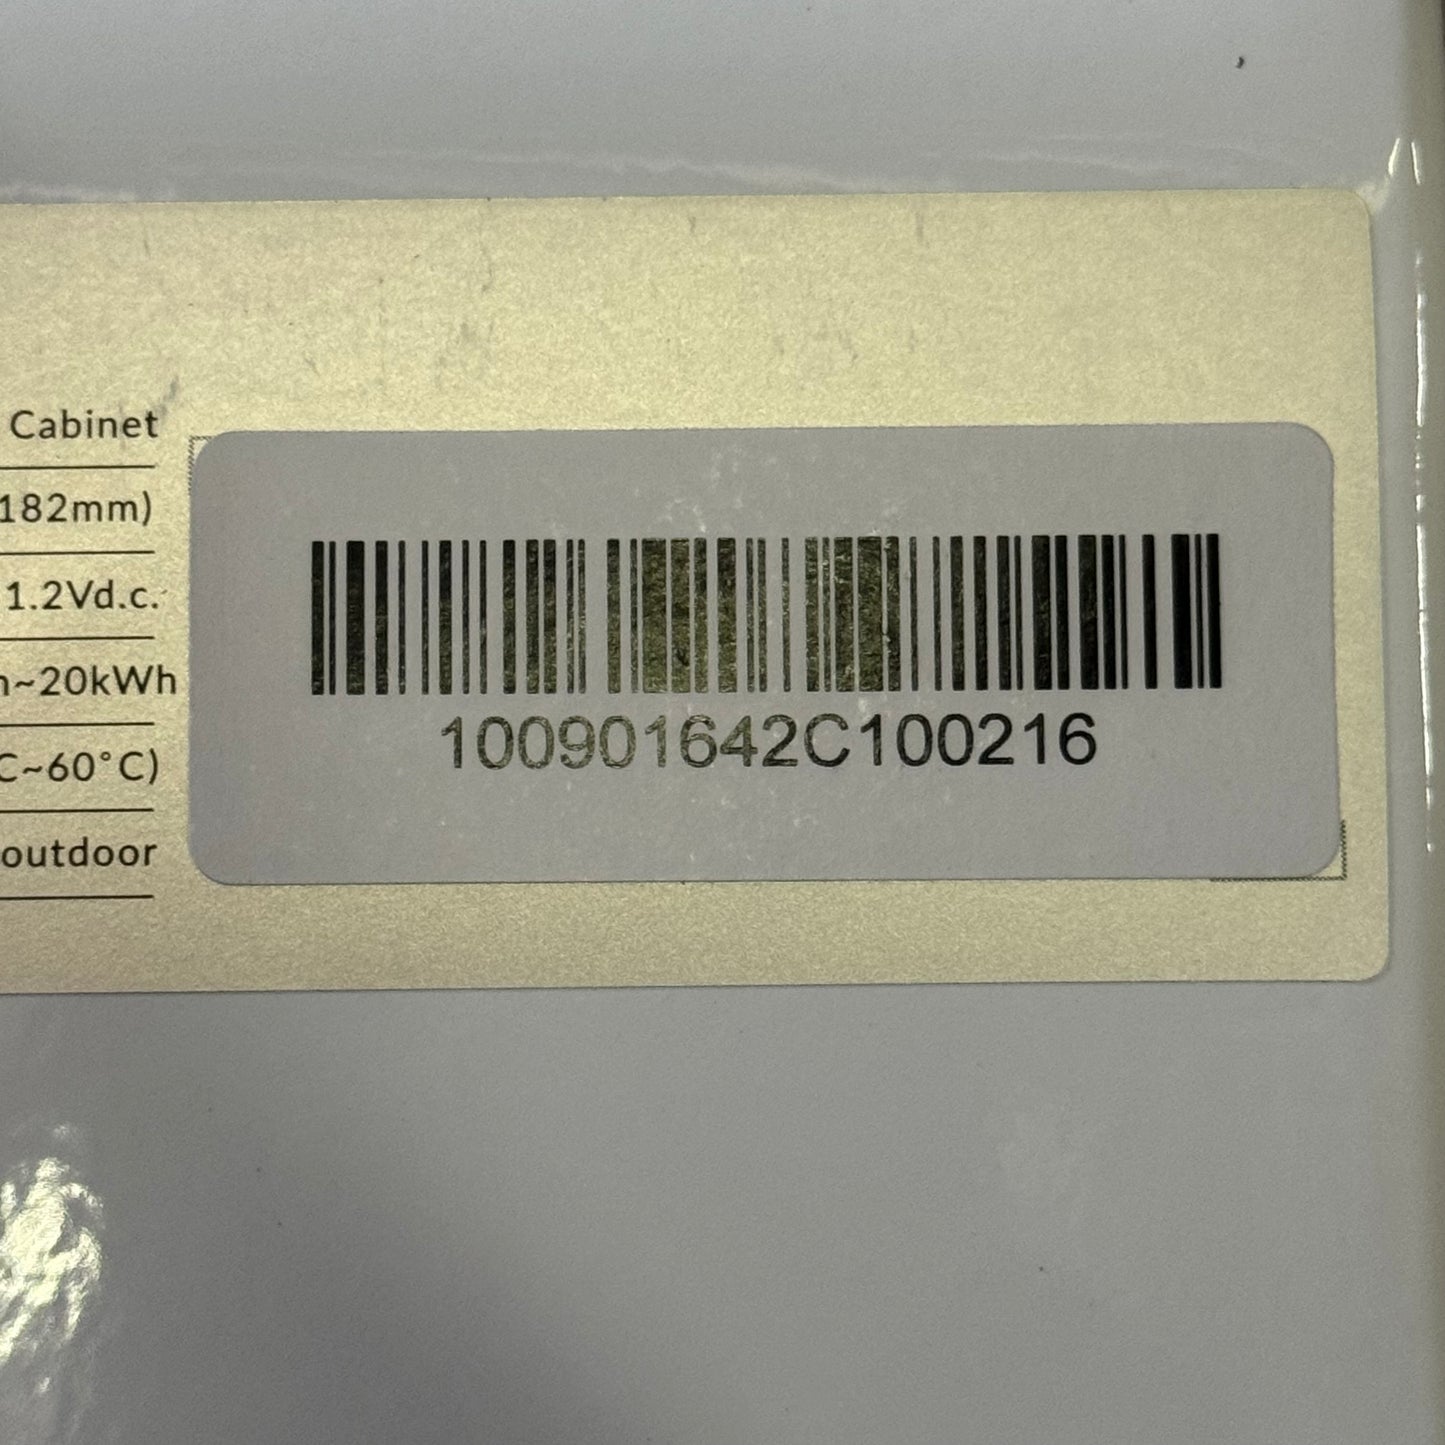 Cabinet
182mm)
1.2Vd.c.
~20kWh
C~60°C)
outdoor
100901642C100216